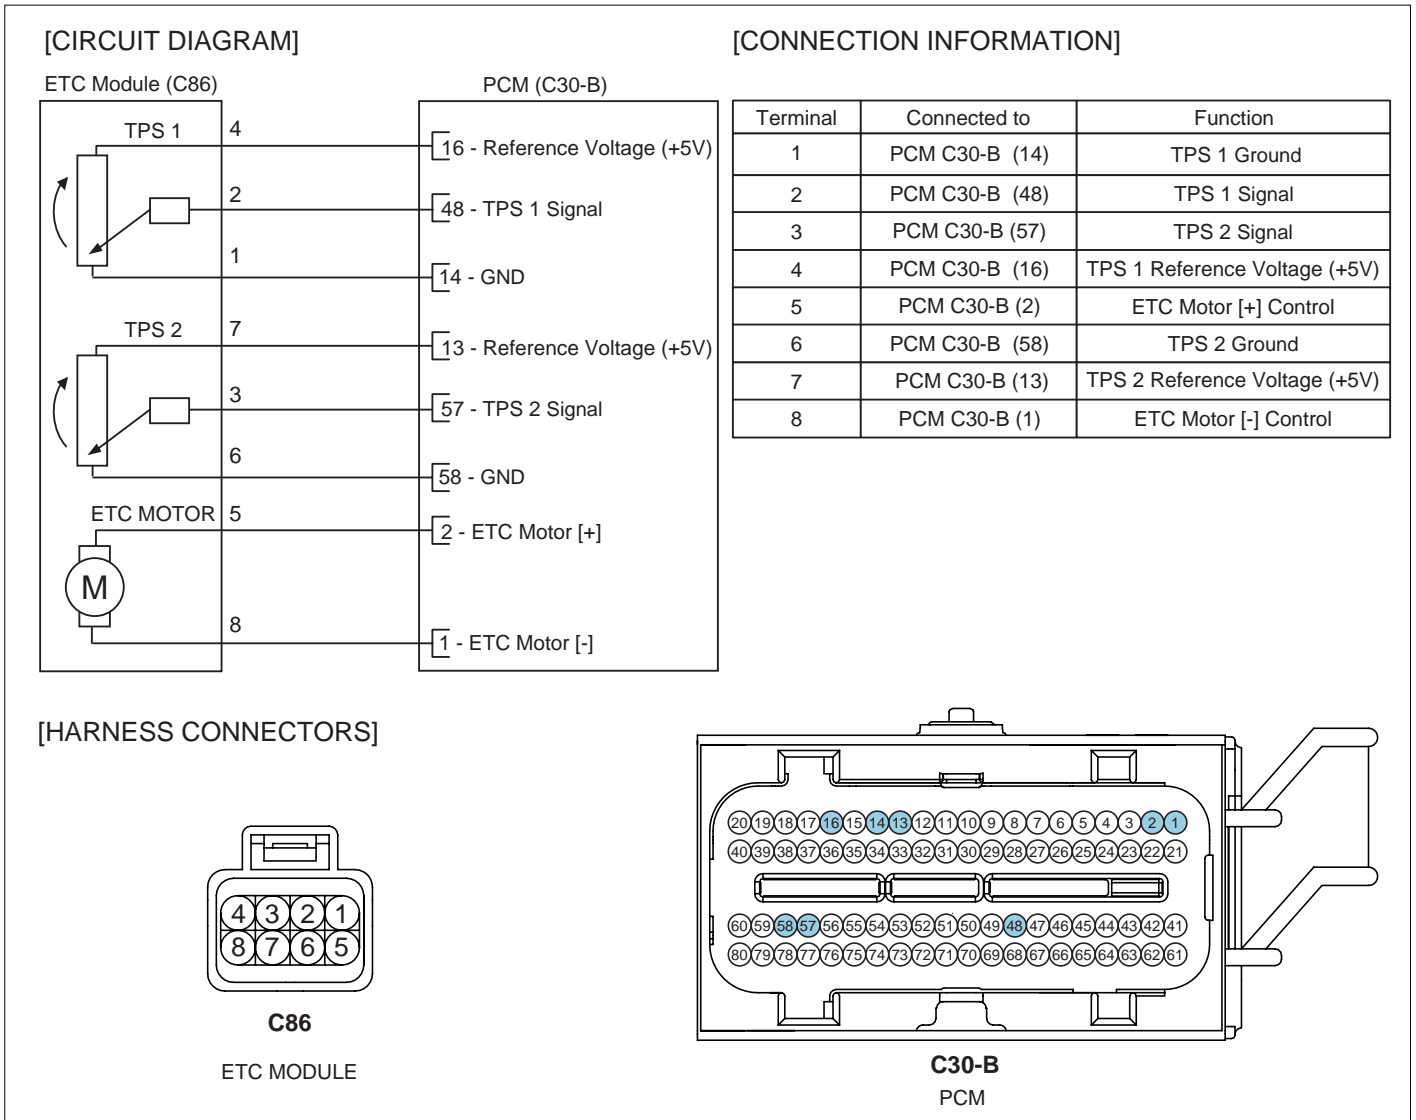 [CIRCUIT DIAGRAM]
ETC Module (C86)
PCM (C30-B)
TPS 1
4
16 - Reference Voltage (+5V)
2
48 - TPS 1 Signal
1
14 - GND
TPS 2
7
13 - Reference Voltage (+5V)
3
57 - TPS 2 Signal
6
58 - GND
ETC MOTOR
5
2 - ETC Motor [+]
M
8
1 - ETC Motor [-]
[CONNECTION INFORMATION]
Terminal Connected to Function
1 PCM C30-B (14) TPS 1 Ground
2 PCM C30-B (48) TPS 1 Signal
3 PCM C30-B (57) TPS 2 Signal
4 PCM C30-B (16) TPS 1 Reference Voltage (+5V)
5 PCM C30-B (2) ETC Motor [+] Control
6 PCM C30-B (58) TPS 2 Ground
7 PCM C30-B (13) TPS 2 Reference Voltage (+5V)
8 PCM C30-B (1) ETC Motor [-] Control
[HARNESS CONNECTORS]
4 3 2 1
8 7 6 5
C86
ETC MODULE
20 19 18 17 16 15 14 13 12 11 10 9 8 7 6 5 4 3 2 1
40 39 38 37 36 35 34 33 32 31 30 29 28 27 26 25 24 23 22 21
60 59 58 57 56 55 54 53 52 51 50 49 48 47 46 45 44 43 42 41
80 79 78 77 76 75 74 73 72 71 70 69 68 67 66 65 64 63 62 61
C30-B
PCM